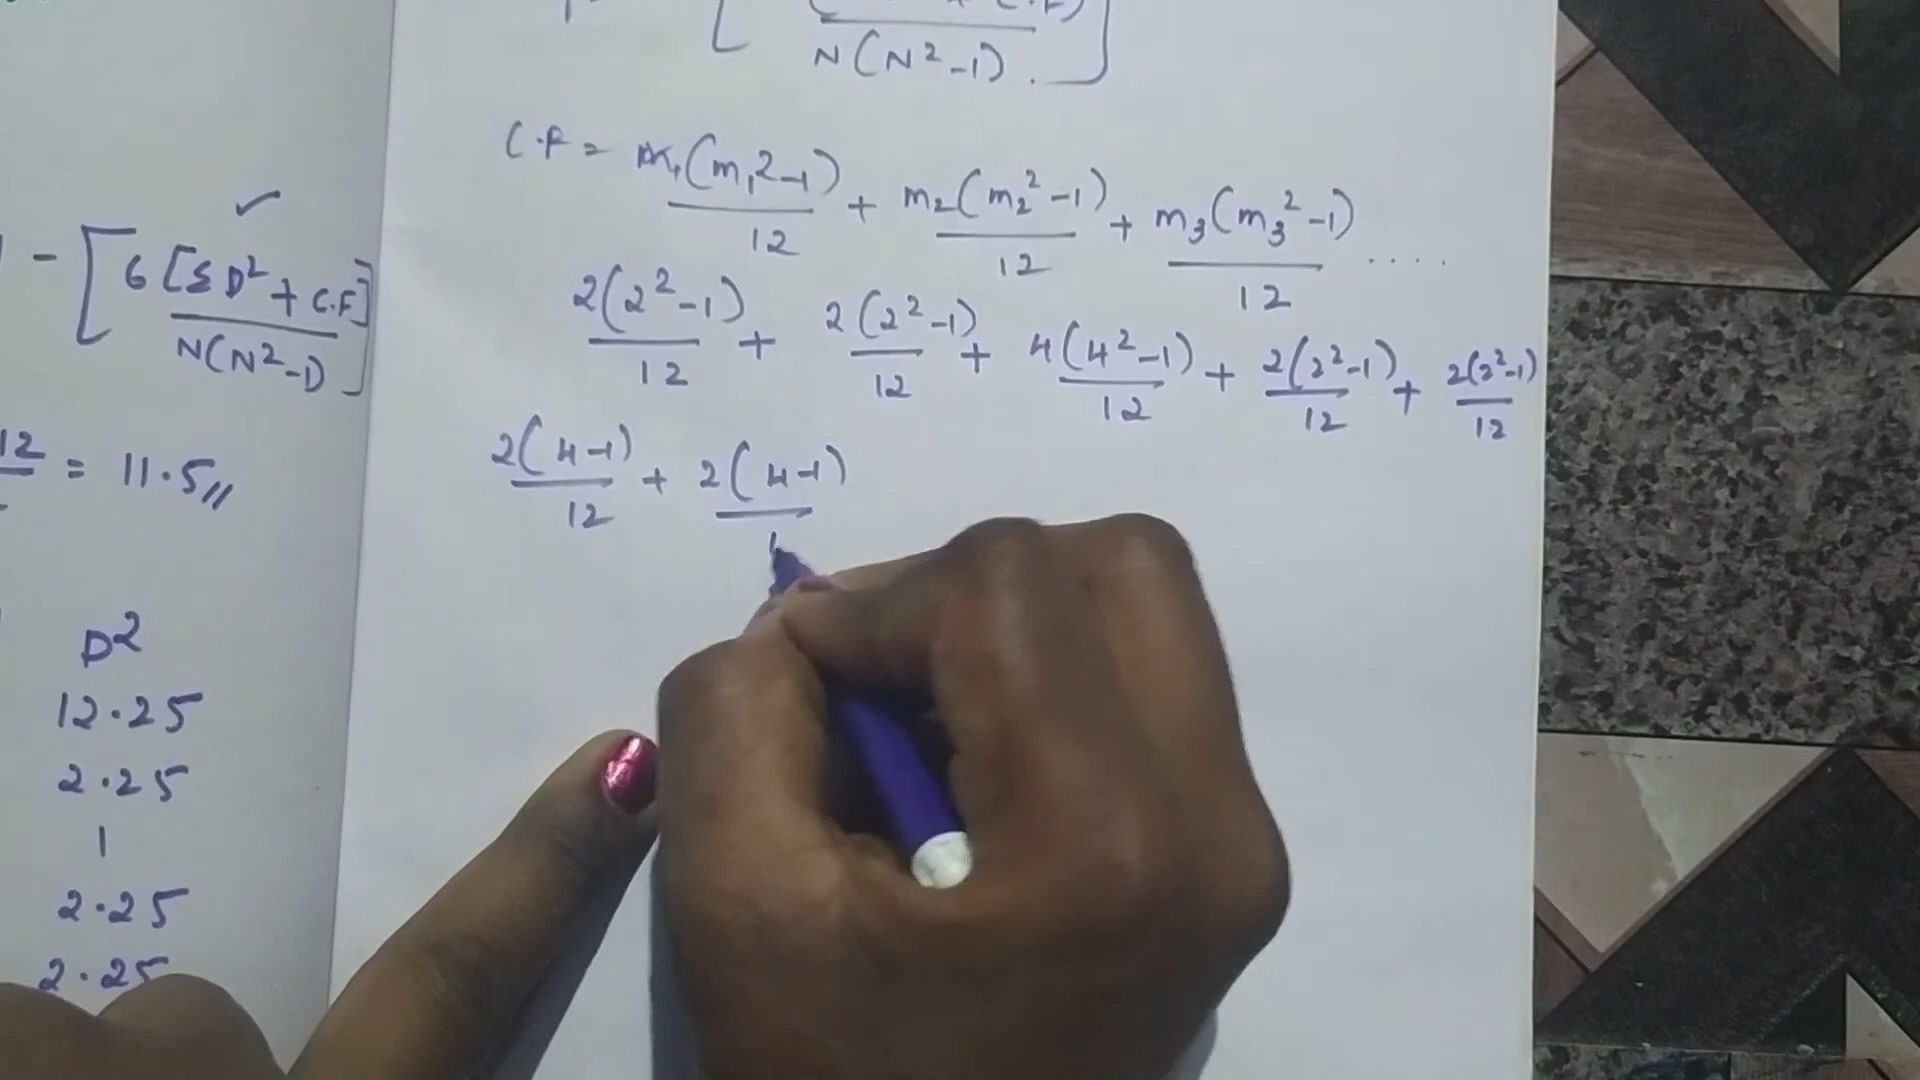 N(N²-1).
C.F = m₁(m₁2-1)/12 + m₂(m₂²-1)/12 + m₃(m₃²-1)/12 ....
2(2²-1)/12 + 2(2²-1)/12 + 4(4²-1)/12 + 2(2²-1)/12 + 2(2²-1)/12
2(4-1)/12 + 2(4-1)/1
- [6[ΣD²+C.F]/N(N²-1)]
12
= 11.5//
D²
12.25
2.25
1
2.25
2.25